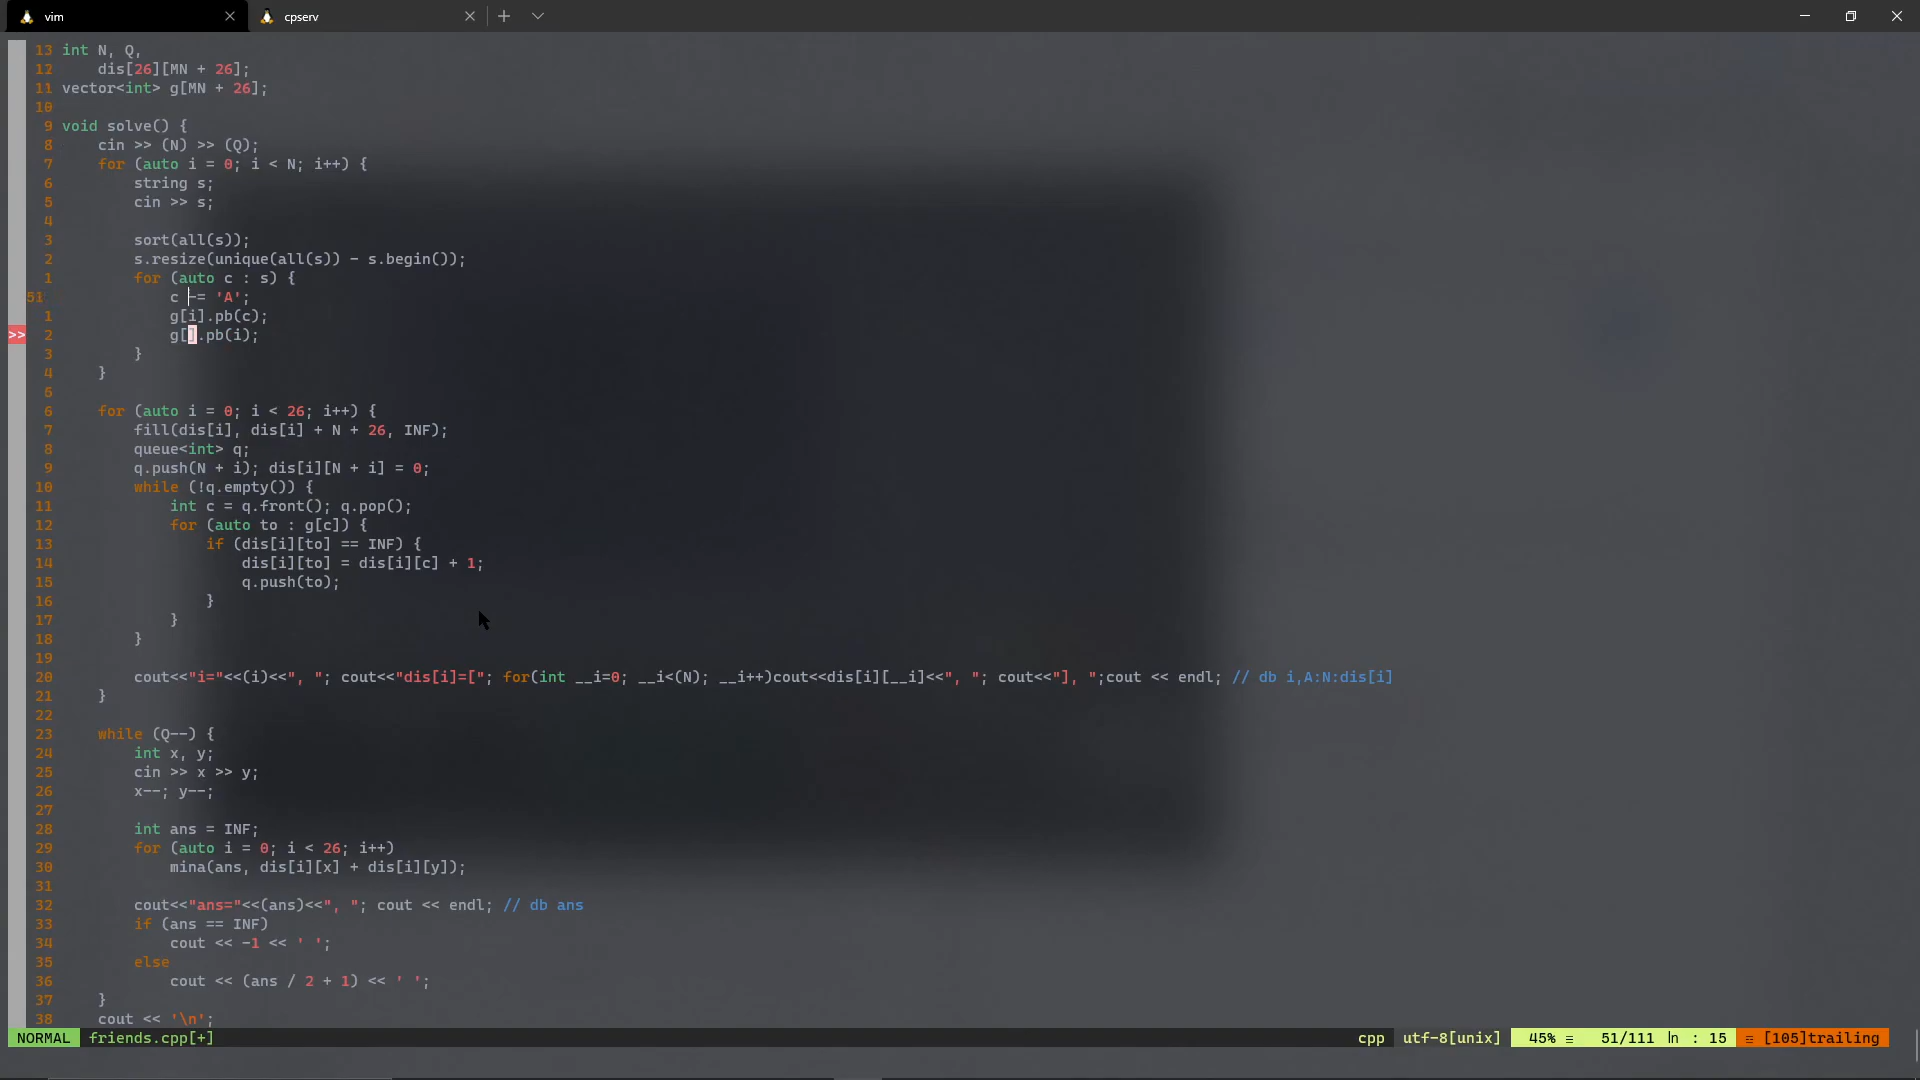 vim
cpserv
13 int N, Q,
12     dis[26][MN + 26];
11 vector<int> g[MN + 26];
10
9 void solve() {
8     cin >> (N) >> (Q);
7     for (auto i = 0; i < N; i++) {
6         string s;
5         cin >> s;
4
3         sort(all(s));
2         s.resize(unique(all(s)) - s.begin());
1         for (auto c : s) {
51             c -= 'A';
1             g[i].pb(c);
>> 2             g[].pb(i);
3         }
4     }
6
6     for (auto i = 0; i < 26; i++) {
7         fill(dis[i], dis[i] + N + 26, INF);
8         queue<int> q;
9         q.push(N + i); dis[i][N + i] = 0;
10         while (!q.empty()) {
11             int c = q.front(); q.pop();
12             for (auto to : g[c]) {
13                 if (dis[i][to] == INF) {
14                     dis[i][to] = dis[i][c] + 1;
15                     q.push(to);
16                 }
17             }
18         }
19
20         cout<<"i="<<(i)<<", "; cout<<"dis[i]=["; for(int __i=0; __i<(N); __i++)cout<<dis[i][__i]<<", "; cout<<"], ";cout << endl; // db i,A:N:dis[i]
21     }
22
23     while (Q--) {
24         int x, y;
25         cin >> x >> y;
26         x--; y--;
27
28         int ans = INF;
29         for (auto i = 0; i < 26; i++)
30             mina(ans, dis[i][x] + dis[i][y]);
31
32         cout<<"ans="<<(ans)<<", "; cout << endl; // db ans
33         if (ans == INF)
34             cout << -1 << ' ';
35         else
36             cout << (ans / 2 + 1) << ' ';
37     }
38     cout << '\n';
NORMAL friends.cpp[+] cpp utf-8[unix] 45% ≡ 51/111 ln : 15 ≡ [105]trailing